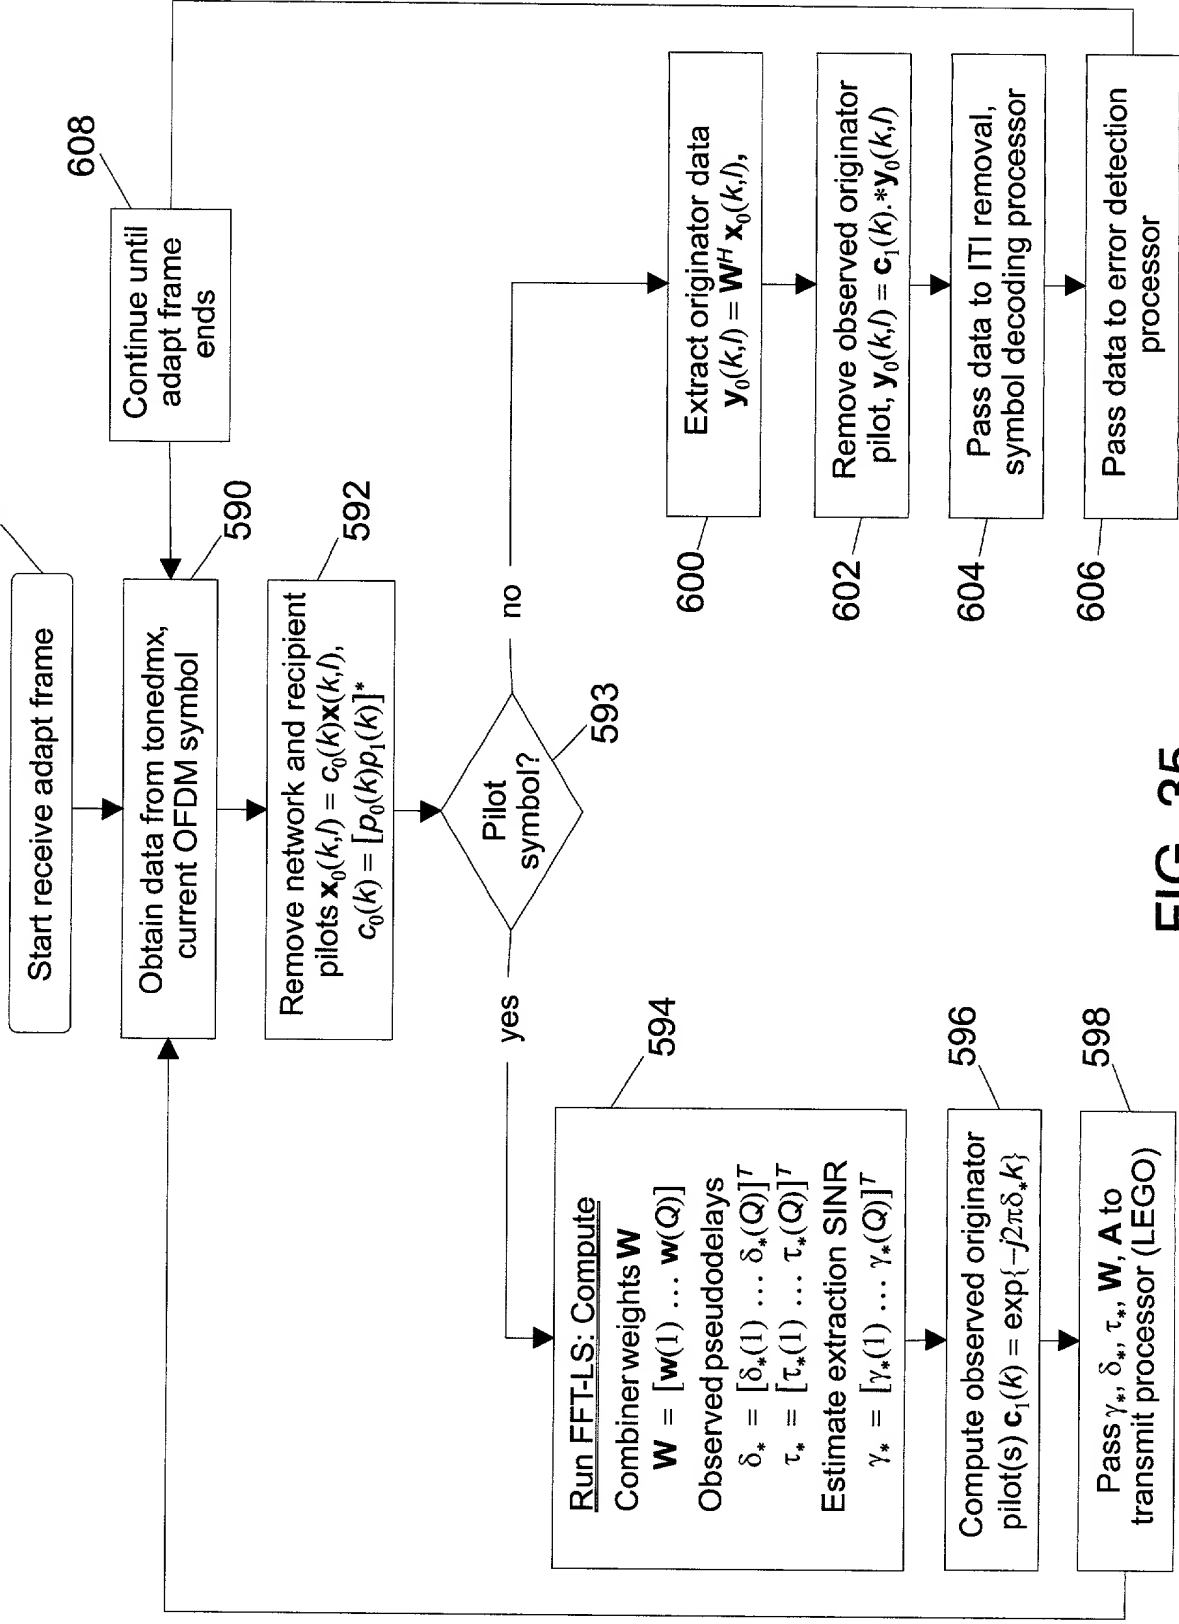 Start receive adapt frame
Obtain data from tonedmx,
current OFDM symbol
590
Continue until
adapt frame
ends
608
Remove network and recipient
pilots x₀(k,l) = c₀(k)x(k,l),
c₀(k) = [p₀(k)p₁(k)]*
592
Pilot
symbol?
593
yes
no
Run FFT-LS: Compute
Combiner weights W
W = [w(1) ... w(Q)]
Observed pseudodelays
δ* = [δ*(1) ... δ*(Q)]ᵀ
τ* = [τ*(1) ... τ*(Q)]ᵀ
Estimate extraction SINR
γ* = [γ*(1) ... γ*(Q)]ᵀ
594
Compute observed originator
pilot(s) c₁(k) = exp{-j2πδ*k}
596
Pass γ*, δ*, τ*, W, A to
transmit processor (LEGO)
598
Extract originator data
y₀(k,l) = Wᴴ x₀(k,l),
600
Remove observed originator
pilot, y₀(k,l) = c₁(k).*y₀(k,l)
602
Pass data to ITI removal,
symbol decoding processor
604
Pass data to error detection
processor
606
FIG. 35